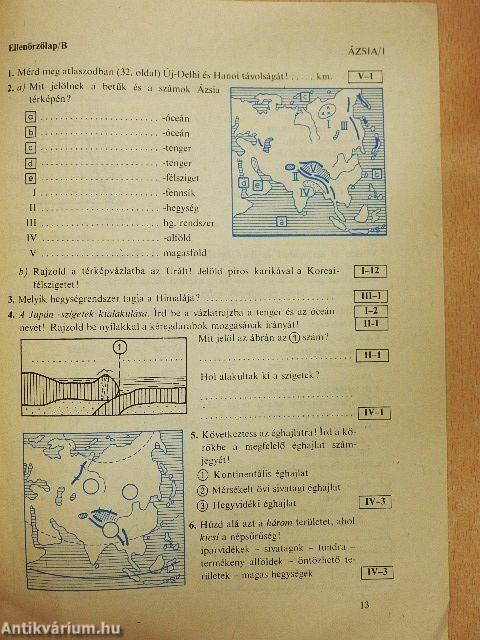 Ellenőrzőlap/B
ÁZSIA/1
1. Mérd meg atlaszodban (32. oldal) Új-Delhi és Hanoi távolságát! ..... km.
V–1
2. a) Mit jelölnek a betűk és a számok Ázsia
térképén?
a ........................ -óceán
b ........................ -óceán
c ........................ -tenger
d ........................ -tenger
e ........................ -félsziget
I ........................ -fennsík
II ........................ -hegység
III ........................ hg. rendszer
IV ........................ -alföld
V ........................ magasföld
b) Rajzold a térképvázlatba az Urált! Jelöld piros karikával a Koreai-
félszigetet!
I–12
3. Melyik hegységrendszer tagja a Himalája? ........................
III–1
4. A Japán -szigetek kialakulása. Írd be a vázlatrajzba a tenger és az óceán
nevét! Rajzold be nyilakkal a kéregdarabok mozgásának irányát!
I–2
II–1
Mit jelöl az ábrán az 1 szám?
II–1
Hol alakultak ki a szigetek?
IV–1
1
5. Következtess az éghajlatra! Írd a kö-
rökbe a megfelelő éghajlat szám-
jegyét!
1 Kontinentális éghajlat
2 Mérsékelt övi sivatagi éghajlat
3 Hegyvidéki éghajlat
IV–3
6. Húzd alá azt a három területet, ahol
kicsi a népsűrűség!
iparvidékek – sivatagok – tundra –
termékeny alföldek – öntözhető te-
rületek – magas hegységek
IV–3
13
Antikvárium.hu